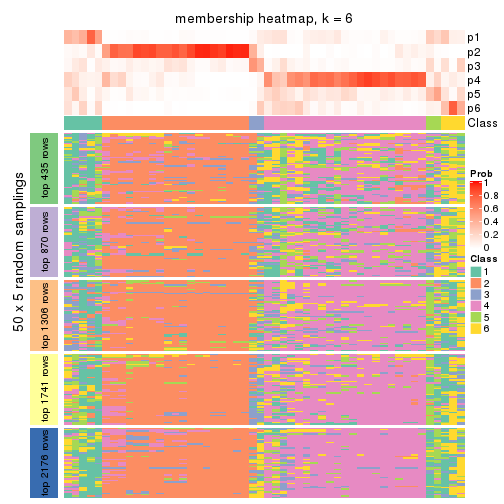 membership heatmap, k = 6
p1
p2
p3
p4
p5
p6
Class
50 x 5 random samplings
top 435 rows
top 870 rows
top 1306 rows
top 1741 rows
top 2176 rows
Prob
1
0.8
0.6
0.4
0.2
0
Class
1
2
3
4
5
6